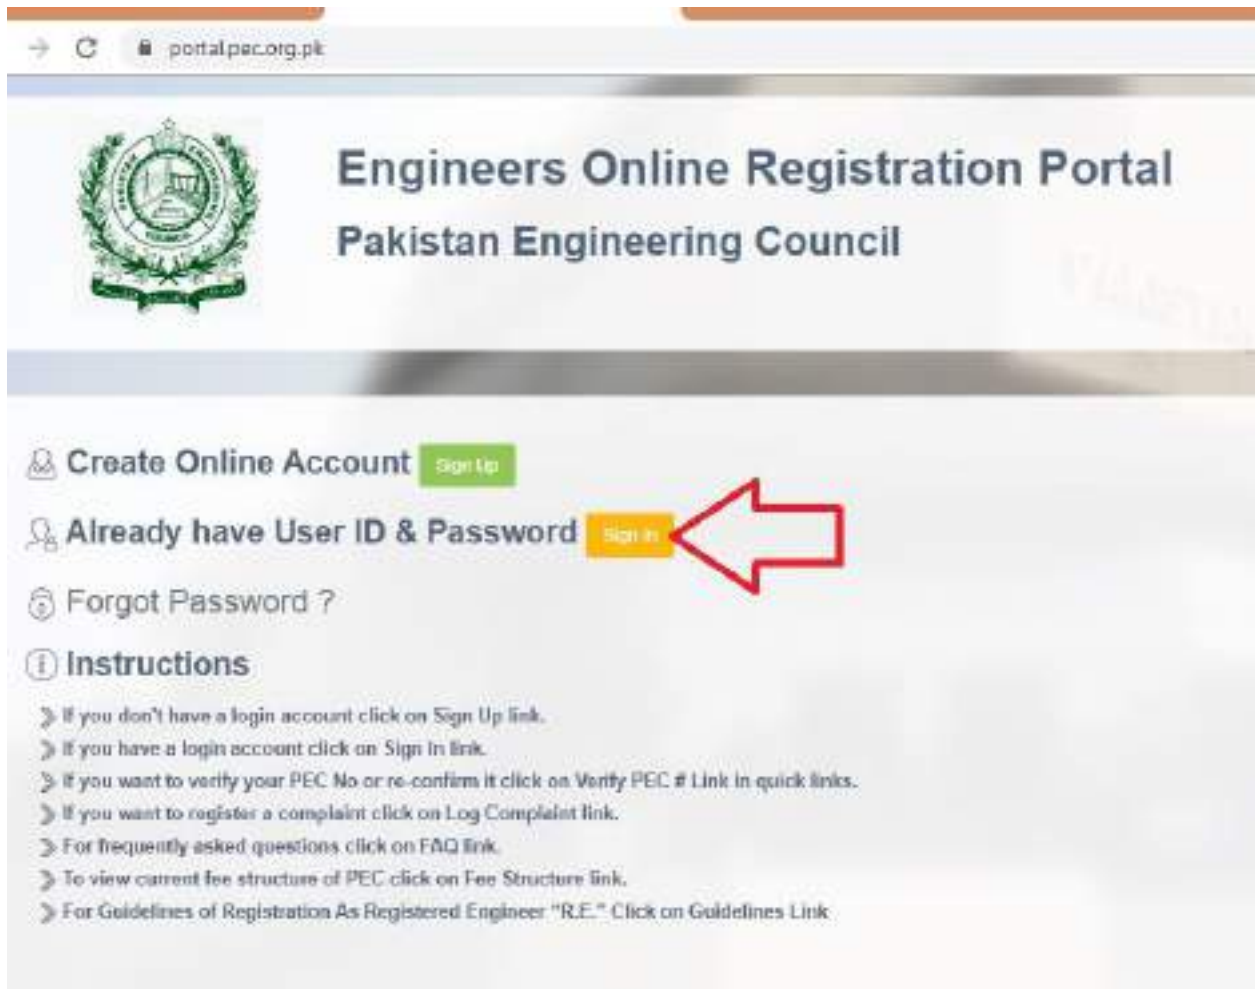 portal.pec.org.pk
Engineers Online Registration Portal
Pakistan Engineering Council
Create Online Account Sign Up
Already have User ID & Password Sign In
Forgot Password ?
Instructions
If you don't have a login account click on Sign Up link.
If you have a login account click on Sign In link.
If you want to verify your PEC No or re-confirm it click on Verify PEC # Link in quick links.
If you want to register a complaint click on Log Complaint link.
For frequently asked questions click on FAQ link.
To view current fee structure of PEC click on Fee Structure link.
For Guidelines of Registration As Registered Engineer "R.E." Click on Guidelines Link